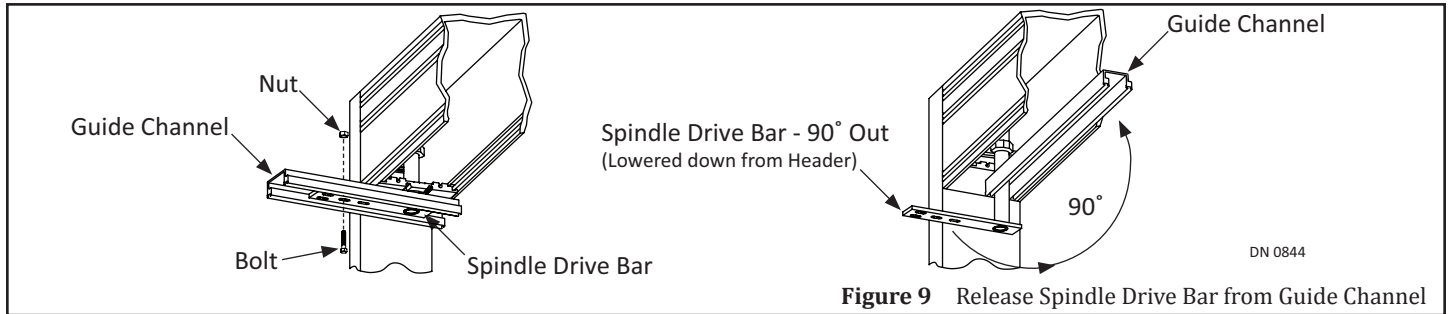 Nut
Guide Channel
Bolt
Spindle Drive Bar
Guide Channel
Spindle Drive Bar - 90˚ Out
(Lowered down from Header)
90˚
DN 0844
Figure 9 Release Spindle Drive Bar from Guide Channel